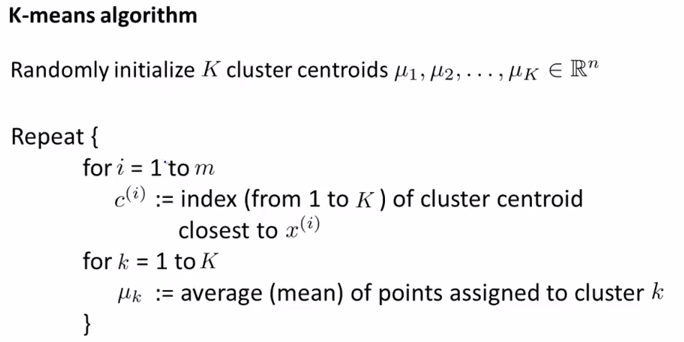 K-means algorithm
Randomly initialize K cluster centroids μ₁, μ₂, . . . , μ_K ∈ ℝⁿ
Repeat {
for i = 1 to m
c⁽ⁱ⁾ := index (from 1 to K ) of cluster centroid
closest to x⁽ⁱ⁾
for k = 1 to K
μₖ := average (mean) of points assigned to cluster k
}